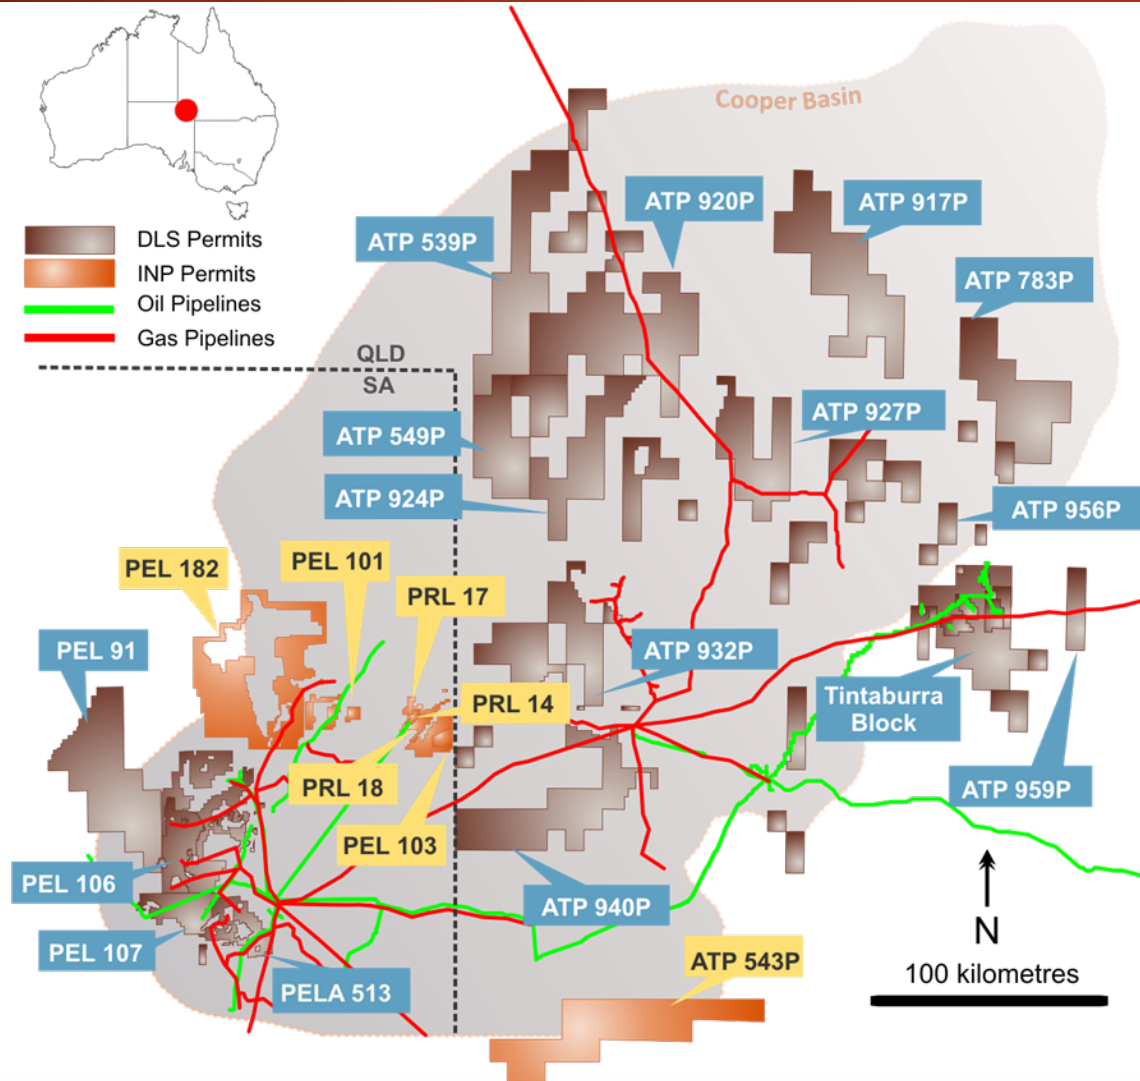 Cooper Basin
ATP 920P
ATP 917P
ATP 539P
DLS Permits
INP Permits
Oil Pipelines
Gas Pipelines
ATP 783P
QLD
SA
ATP 927P
ATP 549P
ATP 924P
ATP 956P
PEL 182
PEL 101
PRL 17
PEL 91
ATP 932P
PRL 14
Tintaburra
Block
PRL 18
ATP 959P
PEL 103
PEL 106
ATP 940P
PEL 107
N
ATP 543P
100 kilometres
PELA 513